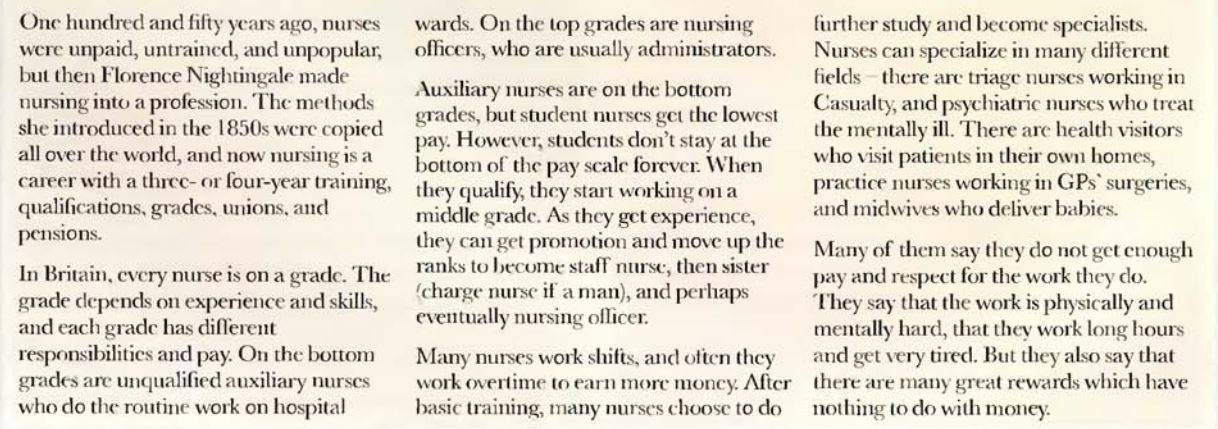 One hundred and fifty years ago, nurses
were unpaid, untrained, and unpopular,
but then Florence Nightingale made
nursing into a profession. The methods
she introduced in the 1850s were copied
all over the world, and now nursing is a
career with a three- or four-year training,
qualifications, grades, unions, and
pensions.
In Britain, every nurse is on a grade. The
grade depends on experience and skills,
and each grade has different
responsibilities and pay. On the bottom
grades are unqualified auxiliary nurses
who do the routine work on hospital
wards. On the top grades are nursing
officers, who are usually administrators.
Auxiliary nurses are on the bottom
grades, but student nurses get the lowest
pay. However, students don't stay at the
bottom of the pay scale forever. When
they qualify, they start working on a
middle grade. As they get experience,
they can get promotion and move up the
ranks to become staff nurse, then sister
(charge nurse if a man), and perhaps
eventually nursing officer.
Many nurses work shifts, and often they
work overtime to earn more money. After
basic training, many nurses choose to do
further study and become specialists.
Nurses can specialize in many different
fields – there are triage nurses working in
Casualty, and psychiatric nurses who treat
the mentally ill. There are health visitors
who visit patients in their own homes,
practice nurses working in GPs' surgeries,
and midwives who deliver babies.
Many of them say they do not get enough
pay and respect for the work they do.
They say that the work is physically and
mentally hard, that they work long hours
and get very tired. But they also say that
there are many great rewards which have
nothing to do with money.